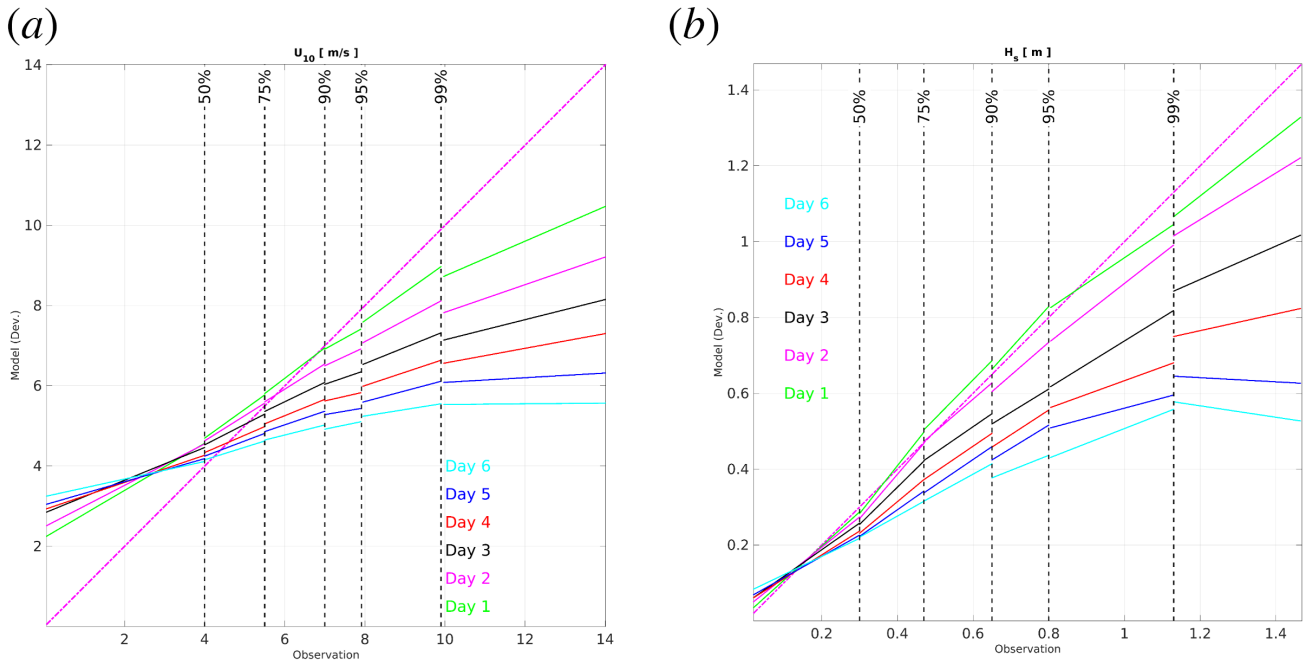 (a)
U10 [ m/s ]
14
12
10
8
6
4
2
50%
75%
90%
95%
99%
Model (Dev.)
Day 6
Day 5
Day 4
Day 3
Day 2
Day 1
2
4
6
8
10
12
14
Observation
(b)
Hs [ m ]
1.4
1.2
1
0.8
0.6
0.4
0.2
50%
75%
90%
95%
99%
Model (Dev.)
Day 6
Day 5
Day 4
Day 3
Day 2
Day 1
0.2
0.4
0.6
0.8
1
1.2
1.4
Observation